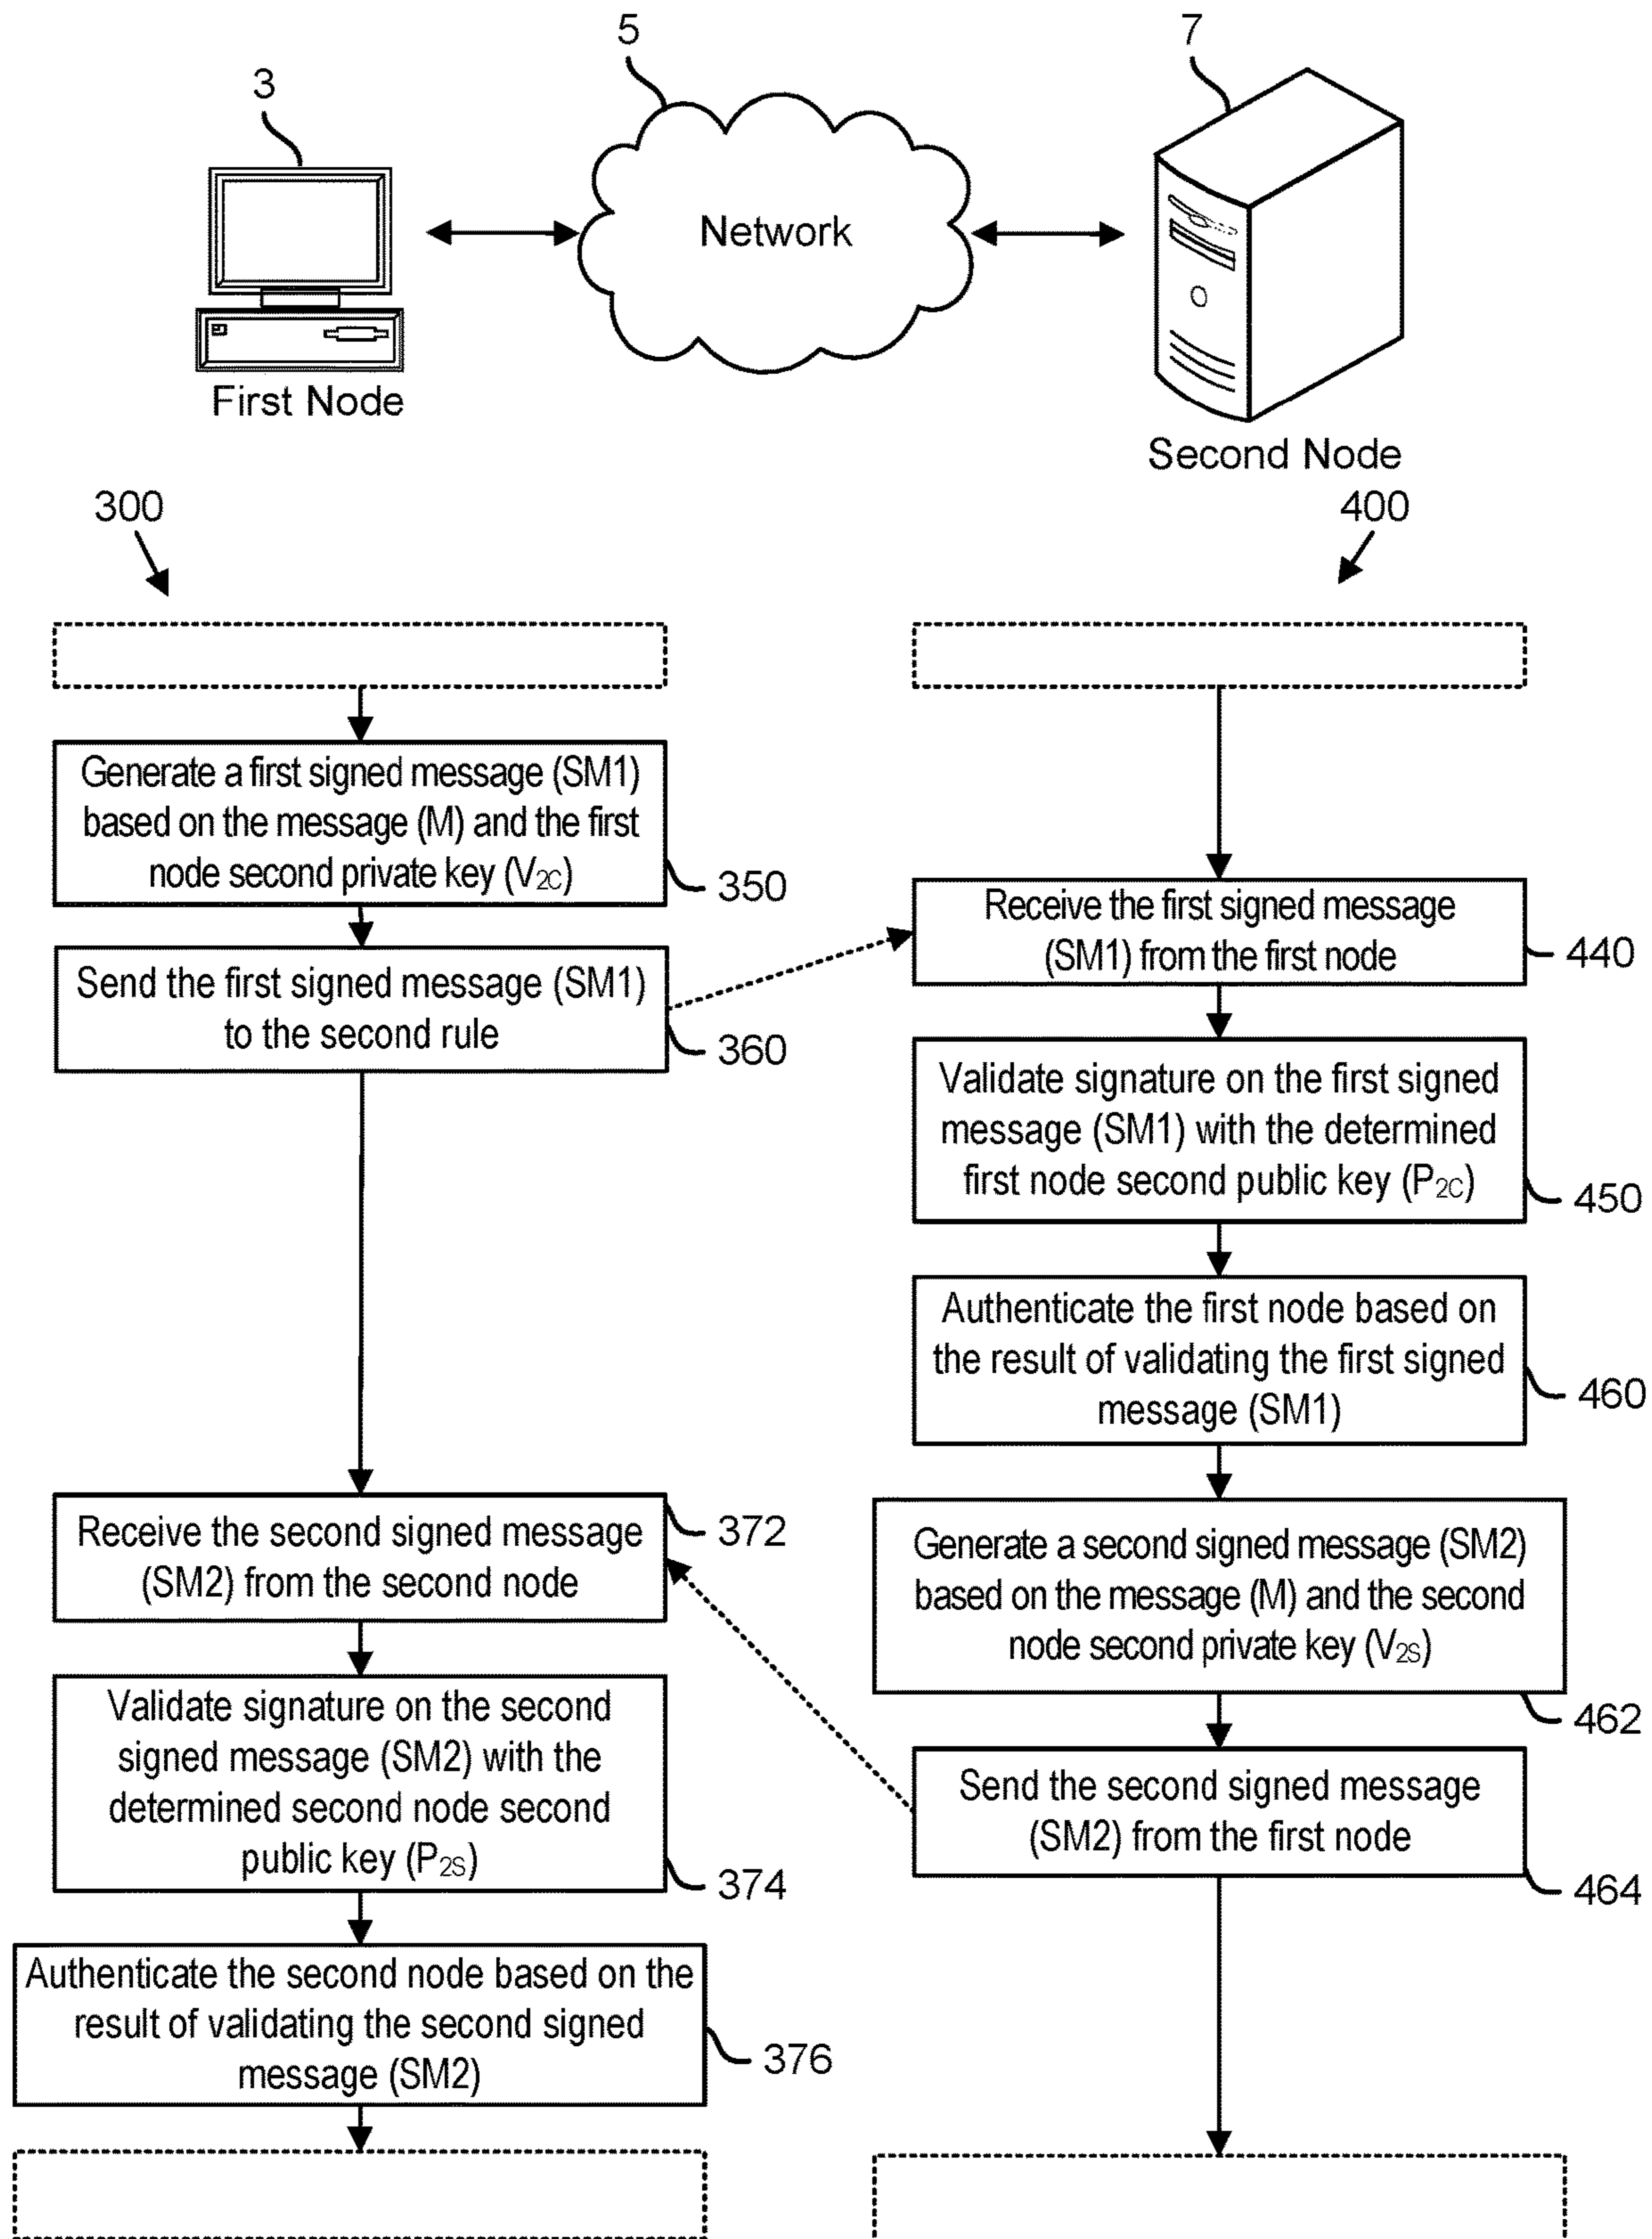 3
5
7
Network
First Node
Second Node
300
400
Generate a first signed message (SM1)
based on the message (M) and the first
node second private key (V2C)
350
Send the first signed message (SM1)
to the second rule
360
Receive the first signed message
(SM1) from the first node
440
Validate signature on the first signed
message (SM1) with the determined
first node second public key (P2C)
450
Authenticate the first node based on
the result of validating the first signed
message (SM1)
460
Receive the second signed message
(SM2) from the second node
372
Generate a second signed message (SM2)
based on the message (M) and the second
node second private key (V2S)
462
Validate signature on the second
signed message (SM2) with the
determined second node second
public key (P2S)
374
Send the second signed message
(SM2) from the first node
464
Authenticate the second node based on the
result of validating the second signed
message (SM2)
376